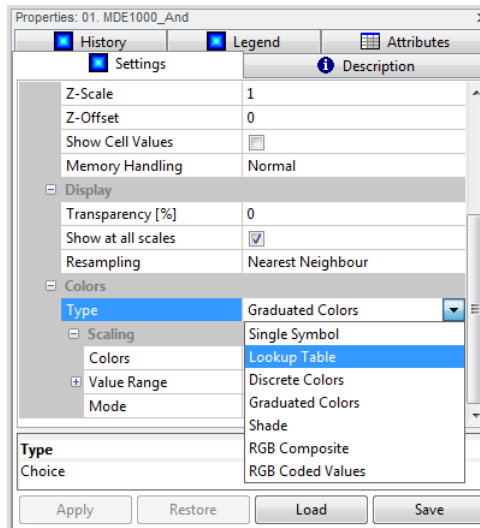 Properties: 01. MDE1000_And
History
Legend
Attributes
Settings
Description
Z-Scale 1
Z-Offset 0
Show Cell Values
Memory Handling Normal
Display
Transparency [%] 0
Show at all scales
Resampling Nearest Neighbour
Colors
Type Graduated Colors
Scaling
Colors
Value Range
Mode
Single Symbol
Lookup Table
Discrete Colors
Graduated Colors
Shade
RGB Composite
RGB Coded Values
Type
Choice
Apply Restore Load Save